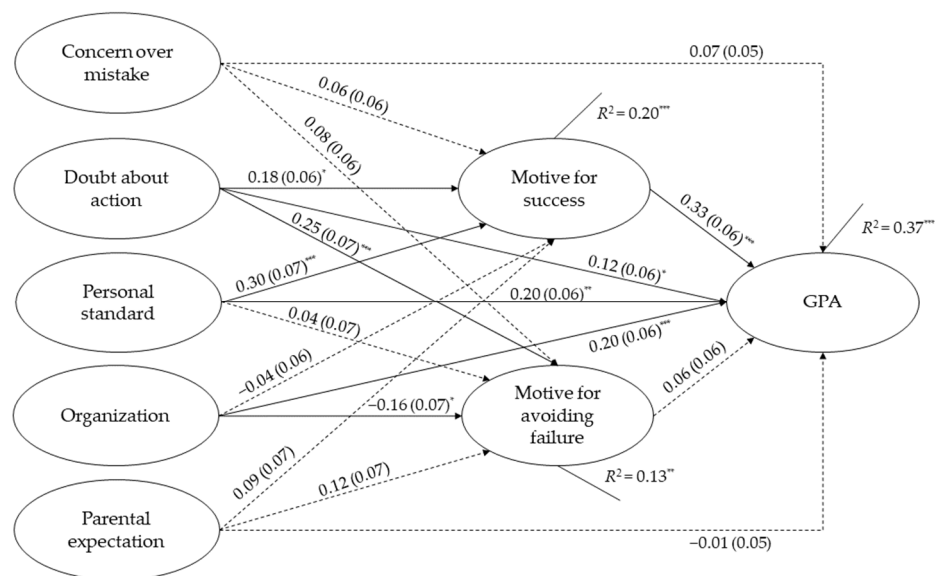 Concern over
mistake
0.07 (0.05)
0.06 (0.06)
0.08 (0.06)
R² = 0.20***
Doubt about
action
0.18 (0.06)*
Motive for
success
0.33 (0.06)***
R² = 0.37***
0.25 (0.07)***
0.12 (0.06)*
0.30 (0.07)***
Personal
standard
0.20 (0.06)**
GPA
0.04 (0.07)
0.20 (0.06)***
−0.04 (0.06)
0.06 (0.06)
Organization
−0.16 (0.07)*
Motive for
avoiding
failure
0.09 (0.07)
0.12 (0.07)
R² = 0.13**
Parental
expectation
−0.01 (0.05)